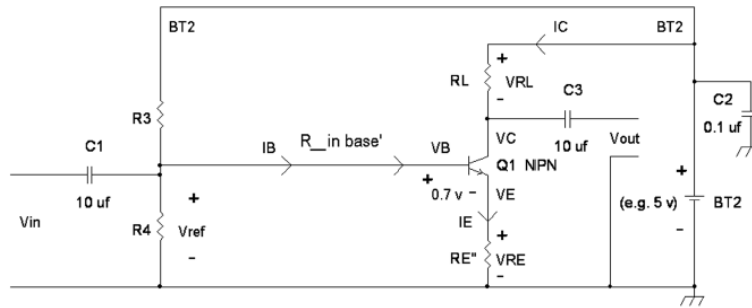 BT2
IC
BT2
RL
+
VRL
-
C3
C2
0.1 uf
R3
C1
IB
R__in base'
VB
VC
10 uf
Vout
Q1 NPN
+
0.7 v
-
VE
10 uf
+
Vin
R4
Vref
-
IE
+
(e.g. 5 v)
BT2
-
RE"
+
VRE
-